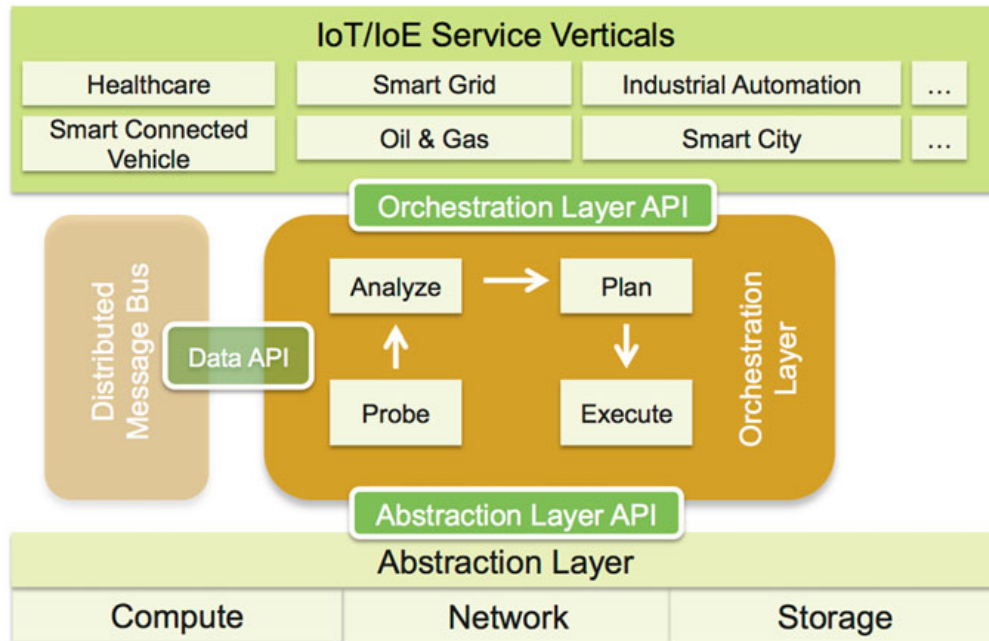 IoT/IoE Service Verticals
Healthcare
Smart Grid
Industrial Automation
...
Smart Connected
Vehicle
Oil & Gas
Smart City
...
Orchestration Layer API
Distributed
Message Bus
Data API
Analyze
Plan
Probe
Execute
Orchestration
Layer
Abstraction Layer API
Abstraction Layer
Compute
Network
Storage